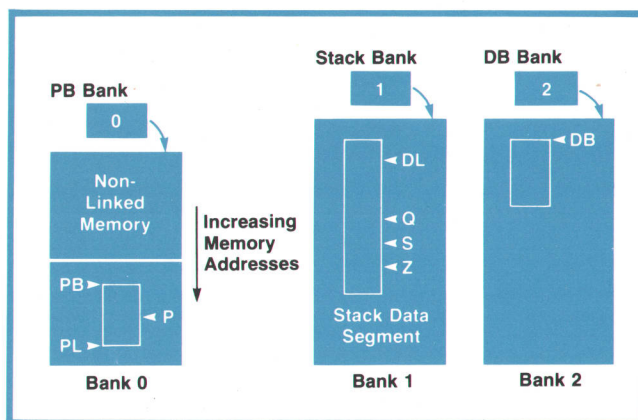 PB Bank
0
Non-
Linked
Memory
PB
P
PL
Bank 0
Increasing
Memory
Addresses
Stack Bank
1
DL
Q
S
Z
Stack Data
Segment
Bank 1
DB Bank
2
DB
Bank 2